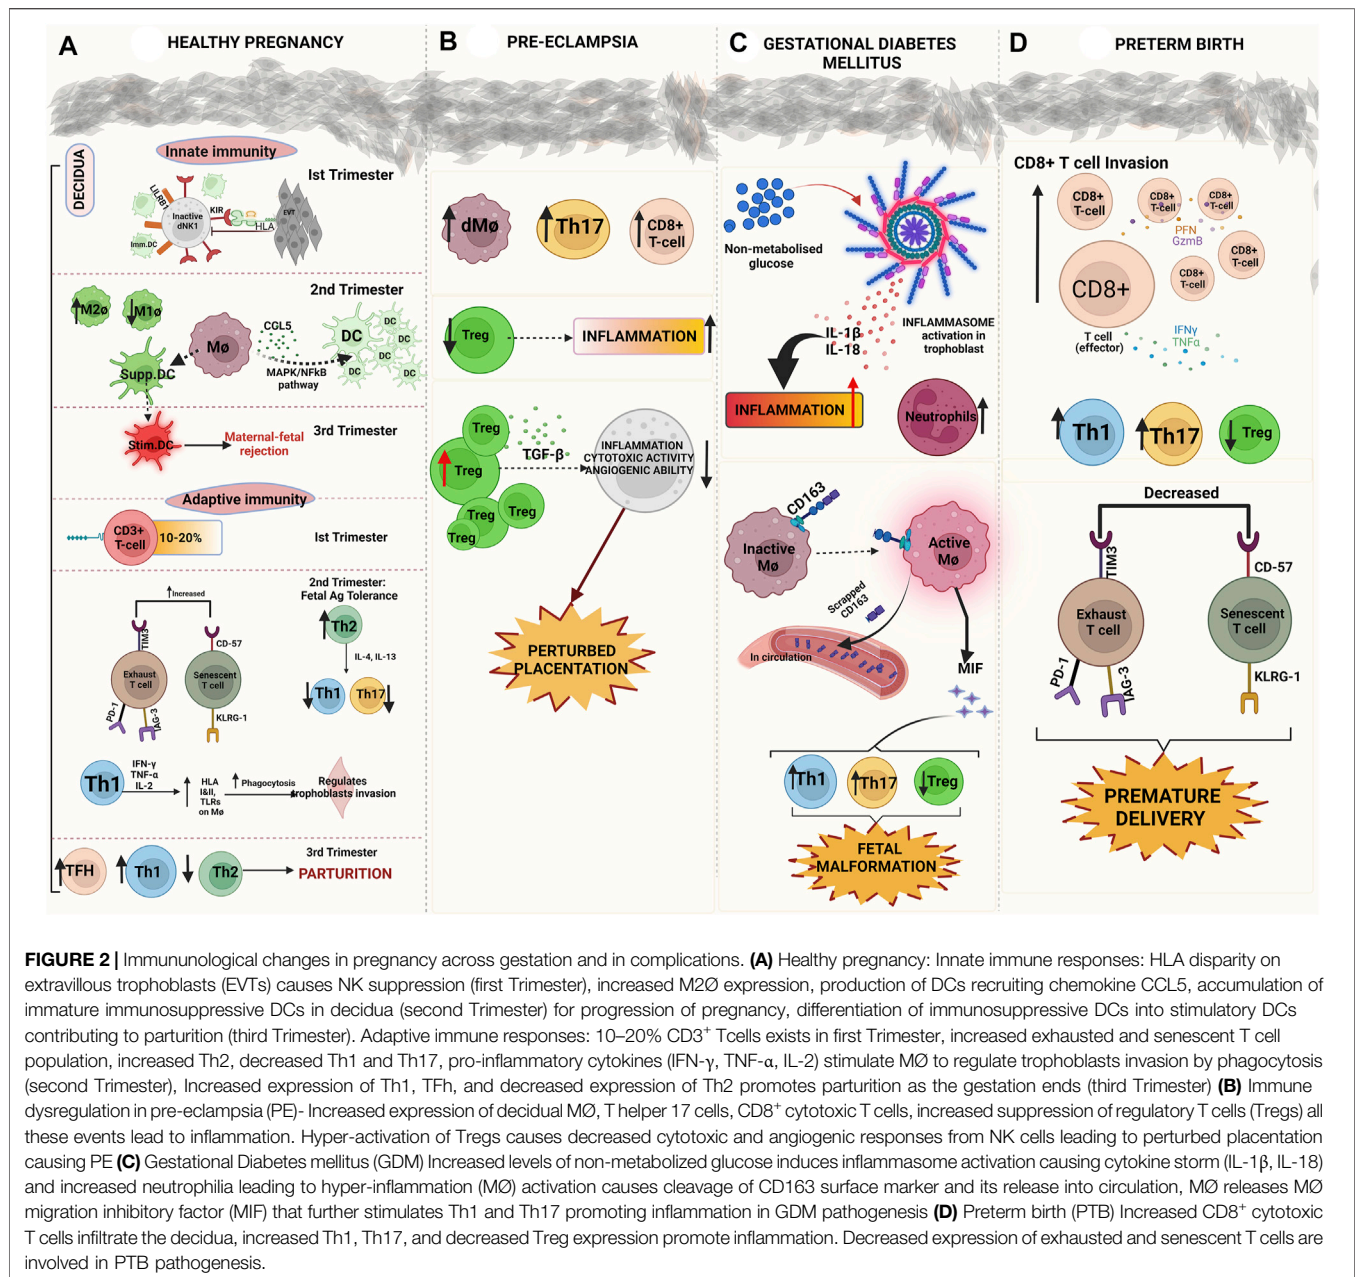 A
HEALTHY PREGNANCY
DECIDUA
Innate immunity
Ist Trimester
LILRB1
KIR
Inactive
dNK1
HLA
EVT
Imm.DC
2nd Trimester
M2ø
M1ø
CGL5
Mø
DC
DC
DC
DC
DC
DC
MAPK/NFkB
pathway
Supp.DC
3rd Trimester
Stim.DC
Maternal-fetal
rejection
Adaptive immunity
CD3+
T-cell
10-20%
Ist Trimester
2nd Trimester:
Fetal Ag Tolerance
Increased
Th2
TIM3
CD-57
IL-4, IL-13
Exhaust
T cell
Senescent
T cell
Th1
Th17
PD-1
IAG-3
KLRG-1
Th1
IFN-γ
TNF-α
IL-2
HLA
I&II,
TLRs
on Mø
Phagocytosis
Regulates
trophoblasts invasion
3rd Trimester
TFH
Th1
Th2
PARTURITION
B
PRE-ECLAMPSIA
dMø
Th17
CD8+
T-cell
Treg
INFLAMMATION
Treg
Treg
Treg
Treg
Treg
TGF-β
INFLAMMATION
CYTOTOXIC ACTIVITY
ANGIOGENIC ABILITY
PERTURBED
PLACENTATION
C
GESTATIONAL DIABETES
MELLITUS
Non-metabolised
glucose
IL-1β
IL-18
INFLAMMASOME
activation in
trophoblast
INFLAMMATION
Neutrophils
CD163
Inactive
Mø
Active
Mø
Scrapped
CD163
In circulation
MIF
Th1
Th17
Treg
FETAL
MALFORMATION
D
PRETERM BIRTH
CD8+ T cell Invasion
CD8+
T-cell
CD8+
T-cell
CD8+
T-cell
PFN
GzmB
CD8+
T-cell
CD8+
T-cell
CD8+
T cell
(effector)
IFNγ
TNFα
Th1
Th17
Treg
Decreased
TIM3
CD-57
Exhaust
T cell
Senescent
T cell
PD-1
IAG-3
KLRG-1
PREMATURE
DELIVERY
FIGURE 2 | Immununological changes in pregnancy across gestation and in complications. (A) Healthy pregnancy: Innate immune responses: HLA disparity on
extravillous trophoblasts (EVTs) causes NK suppression (first Trimester), increased M2Ø expression, production of DCs recruiting chemokine CCL5, accumulation of
immature immunosuppressive DCs in decidua (second Trimester) for progression of pregnancy, differentiation of immunosuppressive DCs into stimulatory DCs
contributing to parturition (third Trimester). Adaptive immune responses: 10–20% CD3⁺ Tcells exists in first Trimester, increased exhausted and senescent T cell
population, increased Th2, decreased Th1 and Th17, pro-inflammatory cytokines (IFN-γ, TNF-α, IL-2) stimulate MØ to regulate trophoblasts invasion by phagocytosis
(second Trimester), Increased expression of Th1, TFh, and decreased expression of Th2 promotes parturition as the gestation ends (third Trimester) (B) Immune
dysregulation in pre-eclampsia (PE)- Increased expression of decidual MØ, T helper 17 cells, CD8⁺ cytotoxic T cells, increased suppression of regulatory T cells (Tregs) all
these events lead to inflammation. Hyper-activation of Tregs causes decreased cytotoxic and angiogenic responses from NK cells leading to perturbed placentation
causing PE (C) Gestational Diabetes mellitus (GDM) Increased levels of non-metabolized glucose induces inflammasome activation causing cytokine storm (IL-1β, IL-18)
and increased neutrophilia leading to hyper-inflammation (MØ) activation causes cleavage of CD163 surface marker and its release into circulation, MØ releases MØ
migration inhibitory factor (MIF) that further stimulates Th1 and Th17 promoting inflammation in GDM pathogenesis (D) Preterm birth (PTB) Increased CD8⁺ cytotoxic
T cells infiltrate the decidua, increased Th1, Th17, and decreased Treg expression promote inflammation. Decreased expression of exhausted and senescent T cells are
involved in PTB pathogenesis.